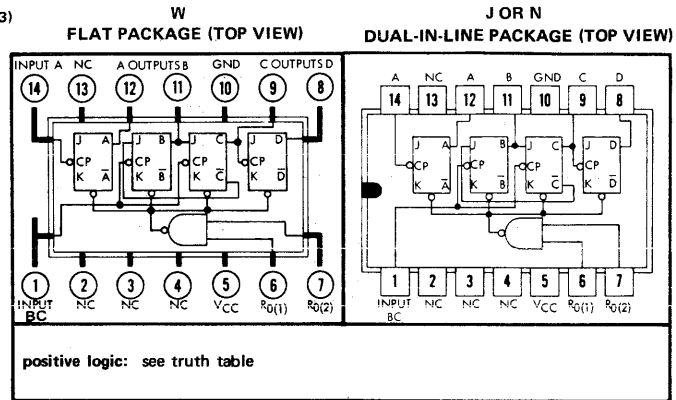 3)
W
FLAT PACKAGE (TOP VIEW)
INPUT A NC A OUTPUTS B GND C OUTPUTS D
14 13 12 11 10 9 8
J A J B J C J D
CP CP CP CP
K A K B K C K D
1 2 3 4 5 6 7
INPUT BC NC NC NC VCC R0(1) R0(2)
J OR N
DUAL-IN-LINE PACKAGE (TOP VIEW)
A NC A B GND C D
14 13 12 11 10 9 8
J A J B J C J D
CP CP CP CP
K A K B K C K D
1 2 3 4 5 6 7
INPUT BC NC NC NC VCC R0(1) R0(2)
positive logic: see truth table